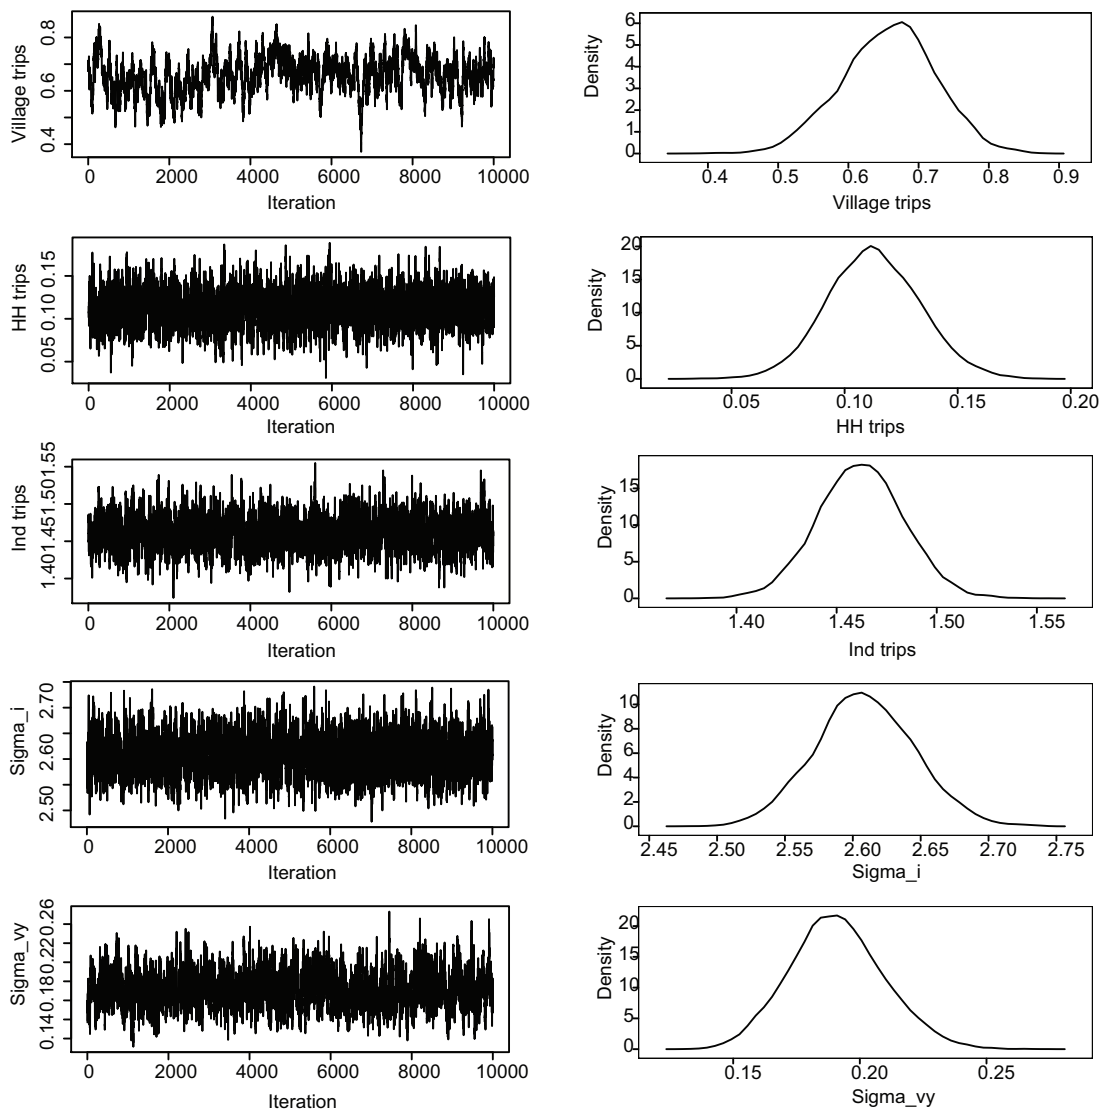 Village trips
0.4 0.6 0.8
0 2000 4000 6000 8000 10000
Iteration
Density
0 1 2 3 4 5 6
0.4 0.5 0.6 0.7 0.8 0.9
Village trips
HH trips
0.05 0.10 0.15
0 2000 4000 6000 8000 10000
Iteration
Density
0 5 10 15 20
0.05 0.10 0.15 0.20
HH trips
Ind trips
1.40 1.45 1.50 1.55
0 2000 4000 6000 8000 10000
Iteration
Density
0 5 10 15
1.40 1.45 1.50 1.55
Ind trips
Sigma_i
2.50 2.60 2.70
0 2000 4000 6000 8000 10000
Iteration
Density
0 2 4 6 8 10
2.45 2.50 2.55 2.60 2.65 2.70 2.75
Sigma_i
Sigma_vy
0.14 0.18 0.22 0.26
0 2000 4000 6000 8000 10000
Iteration
Density
0 5 10 15 20
0.15 0.20 0.25
Sigma_vy